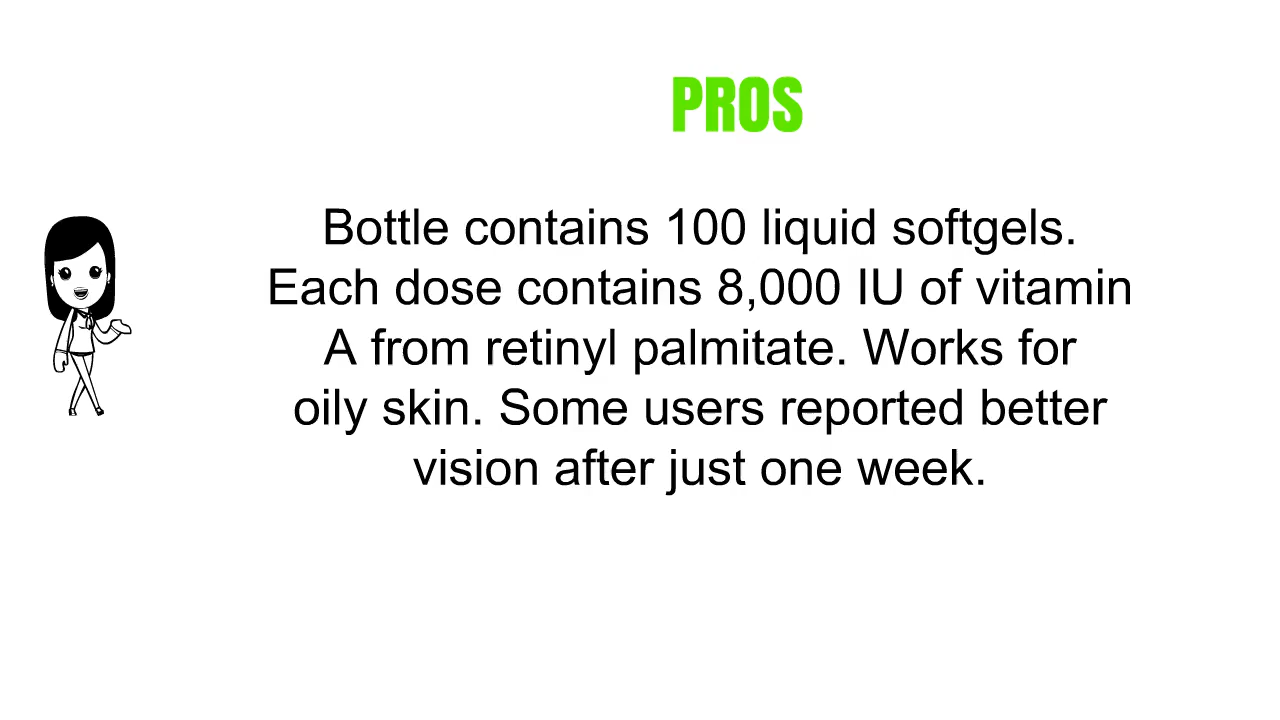 PROS
Bottle contains 100 liquid softgels.
Each dose contains 8,000 IU of vitamin
A from retinyl palmitate. Works for
oily skin. Some users reported better
vision after just one week.